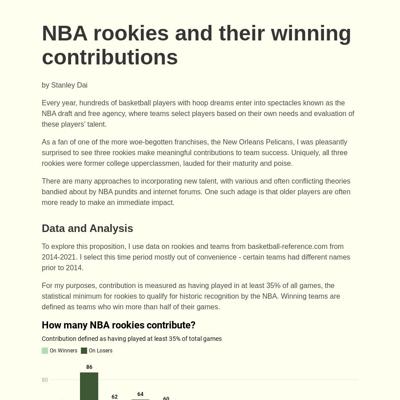 NBA rookies and their winning
contributions
by Stanley Dai
Every year, hundreds of basketball players with hoop dreams enter into spectacles known as the
NBA draft and free agency, where teams select players based on their own needs and evaluation of
these players' talent.
As a fan of one of the more woe-begotten franchises, the New Orleans Pelicans, I was pleasantly
surprised to see three rookies make meaningful contributions to team success. Uniquely, all three
rookies were former college upperclassmen, lauded for their maturity and poise.
There are many approaches to incorporating new talent, with various and often conflicting theories
bandied about by NBA pundits and internet forums. One such adage is that older players are often
more ready to make an immediate impact.
Data and Analysis
To explore this proposition, I use data on rookies and teams from basketball-reference.com from
2014-2021. I select this time period mostly out of convenience - certain teams had different names
prior to 2014.
For my purposes, contribution is measured as having played in at least 35% of all games, the
statistical minimum for rookies to qualify for historic recognition by the NBA. Winning teams are
defined as teams who win more than half of their games.
How many NBA rookies contribute?
Contribution defined as having played at least 35% of total games
On Winners On Losers
86
80
62 64 60